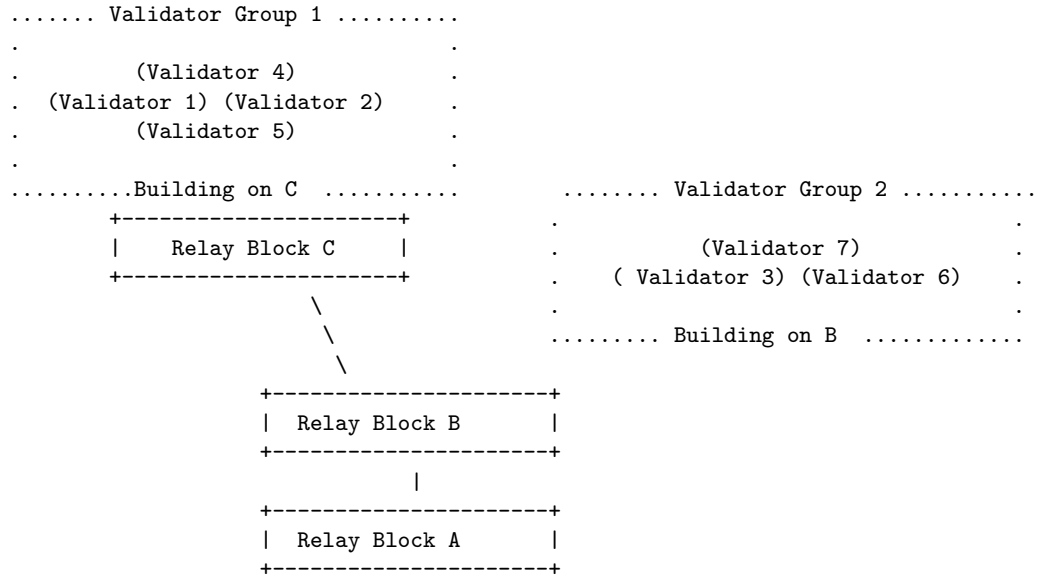 ....... Validator Group 1 ..........
. .
. (Validator 4) .
. (Validator 1) (Validator 2) .
. (Validator 5) .
. .
..........Building on C ...........
........ Validator Group 2 ...........
+----------------------+
. .
| Relay Block C |
. (Validator 7) .
+----------------------+
. ( Validator 3) (Validator 6) .
\
. .
\
......... Building on B .............
\
+----------------------+
| Relay Block B |
+----------------------+
|
+----------------------+
| Relay Block A |
+----------------------+